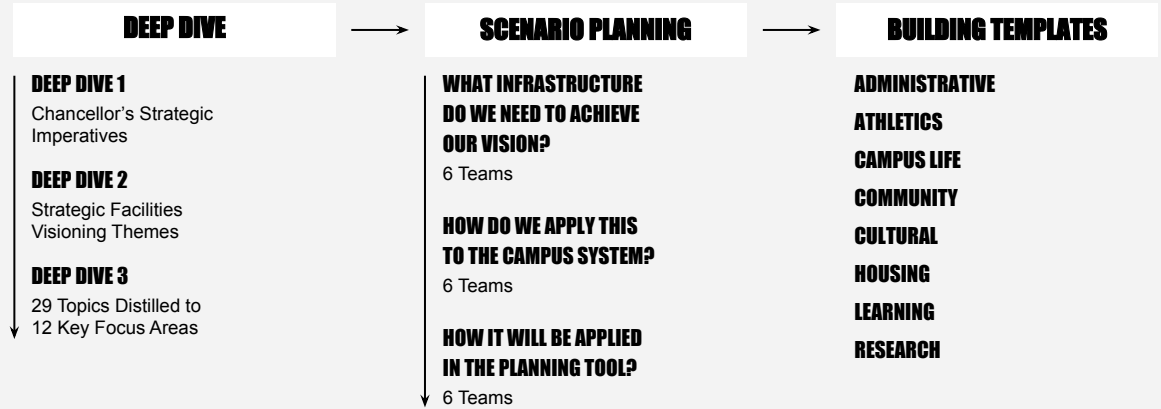 DEEP DIVE
SCENARIO PLANNING
BUILDING TEMPLATES
DEEP DIVE 1
Chancellor’s Strategic
Imperatives
DEEP DIVE 2
Strategic Facilities
Visioning Themes
DEEP DIVE 3
29 Topics Distilled to
12 Key Focus Areas
WHAT INFRASTRUCTURE
DO WE NEED TO ACHIEVE
OUR VISION?
6 Teams
HOW DO WE APPLY THIS
TO THE CAMPUS SYSTEM?
6 Teams
HOW IT WILL BE APPLIED
IN THE PLANNING TOOL?
6 Teams
ADMINISTRATIVE
ATHLETICS
CAMPUS LIFE
COMMUNITY
CULTURAL
HOUSING
LEARNING
RESEARCH